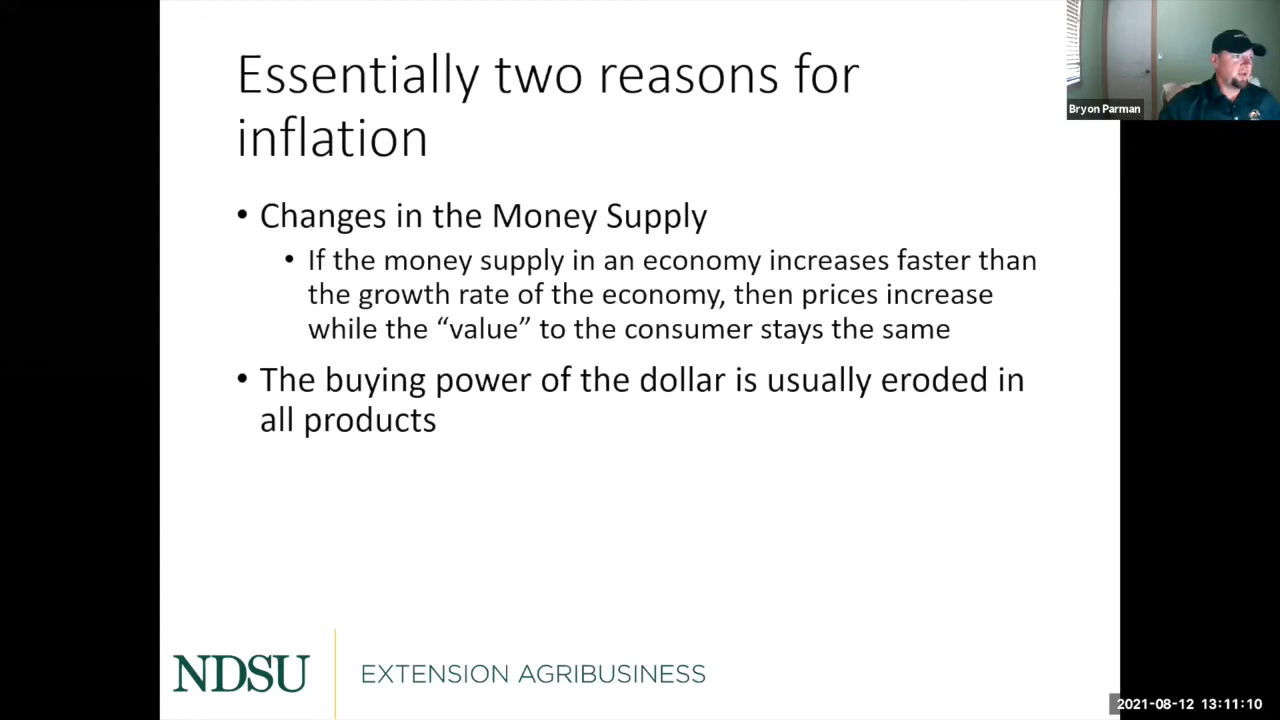 Essentially two reasons for
inflation
• Changes in the Money Supply
• If the money supply in an economy increases faster than
the growth rate of the economy, then prices increase
while the “value” to the consumer stays the same
• The buying power of the dollar is usually eroded in
all products
Bryon Parman
NDSU
EXTENSION AGRIBUSINESS
2021-08-12 13:11:10